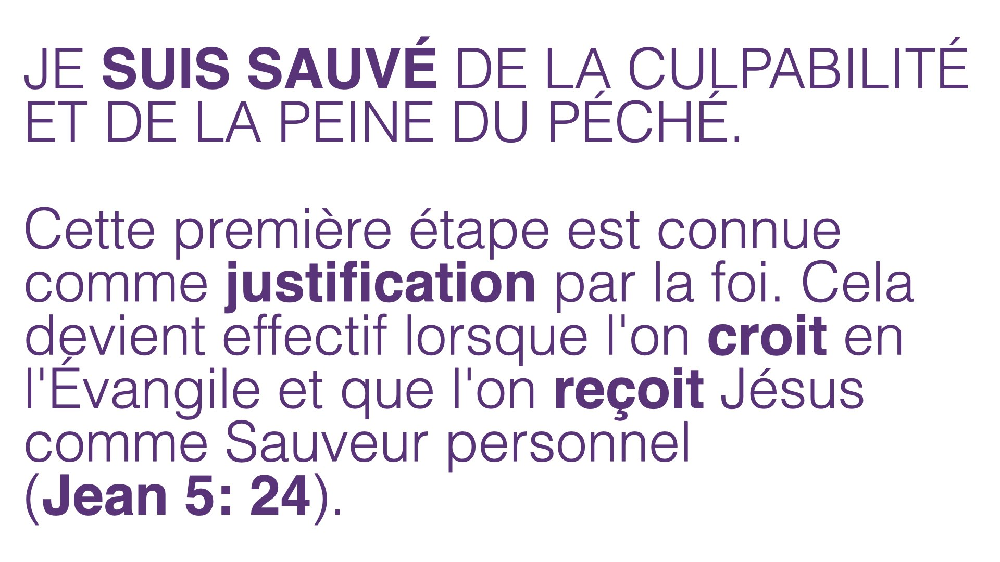 JE SUIS SAUVÉ DE LA CULPABILITÉ
ET DE LA PEINE DU PÉCHÉ.
Cette première étape est connue
comme justification par la foi. Cela
devient effectif lorsque l'on croit en
l'Évangile et que l'on reçoit Jésus
comme Sauveur personnel
(Jean 5: 24).